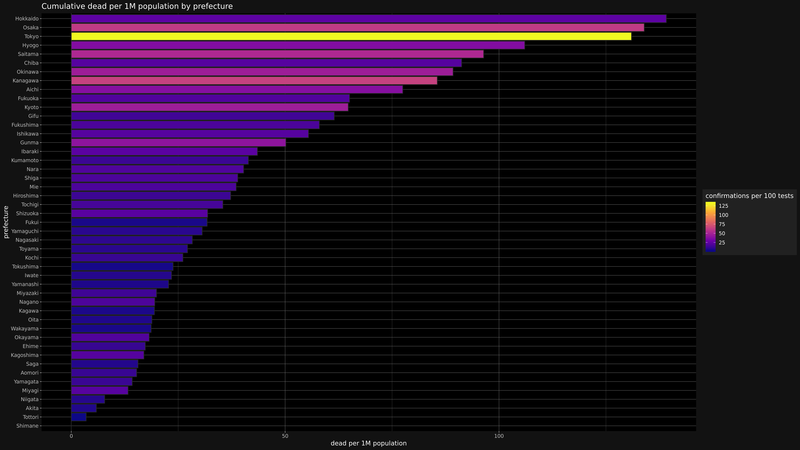 Cumulative dead per 1M population by prefecture
Hokkaido
Osaka
Tokyo
Hyogo
Saitama
Chiba
Okinawa
Kanagawa
Aichi
Fukuoka
Kyoto
Gifu
Fukushima
Ishikawa
Gunma
Ibaraki
Kumamoto
Nara
Shiga
Mie
Hiroshima
Tochigi
Shizuoka
Fukui
Yamaguchi
Nagasaki
Toyama
Kochi
Tokushima
Iwate
Yamanashi
Miyazaki
Nagano
Kagawa
Oita
Wakayama
Okayama
Ehime
Kagoshima
Saga
Aomori
Yamagata
Miyagi
Niigata
Akita
Tottori
Shimane
prefecture
0 50 100
dead per 1M population
confirmations per 100 tests
125
100
75
50
25